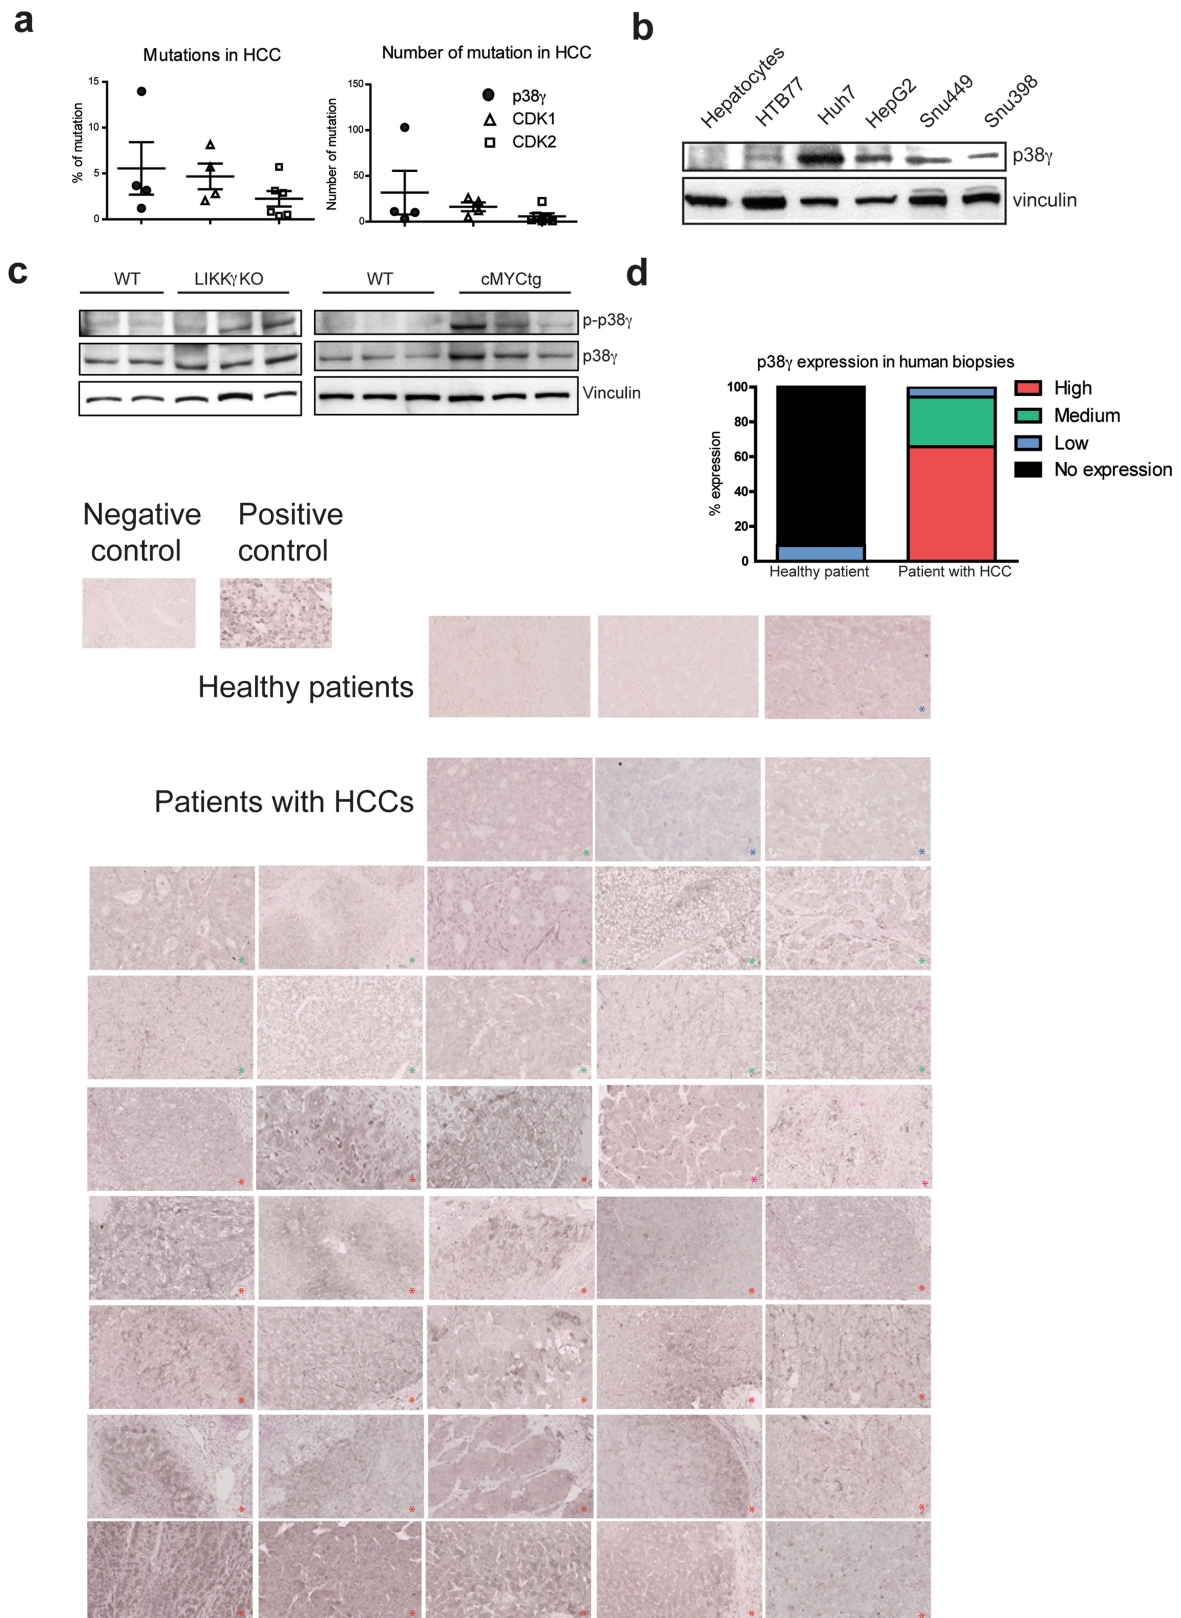 a
Mutations in HCC
% of mutation
15
10
5
0
Number of mutation in HCC
Number of mutation
150
100
50
0
p38γ
CDK1
CDK2
b
Hepatocytes
HTB77
Huh7
HepG2
Snu449
Snu398
p38γ
vinculin
c
WT
LIKKγKO
WT
cMYCtg
p-p38γ
p38γ
Vinculin
d
p38γ expression in human biopsies
% expression
100
80
60
40
20
0
Healthy patient
Patient with HCC
High
Medium
Low
No expression
Negative
control
Positive
control
Healthy patients
*
Patients with HCCs
* * *
* * * * *
* * * * *
* * * * *
* * * * *
* * * * *
* * * * *
* * * * *